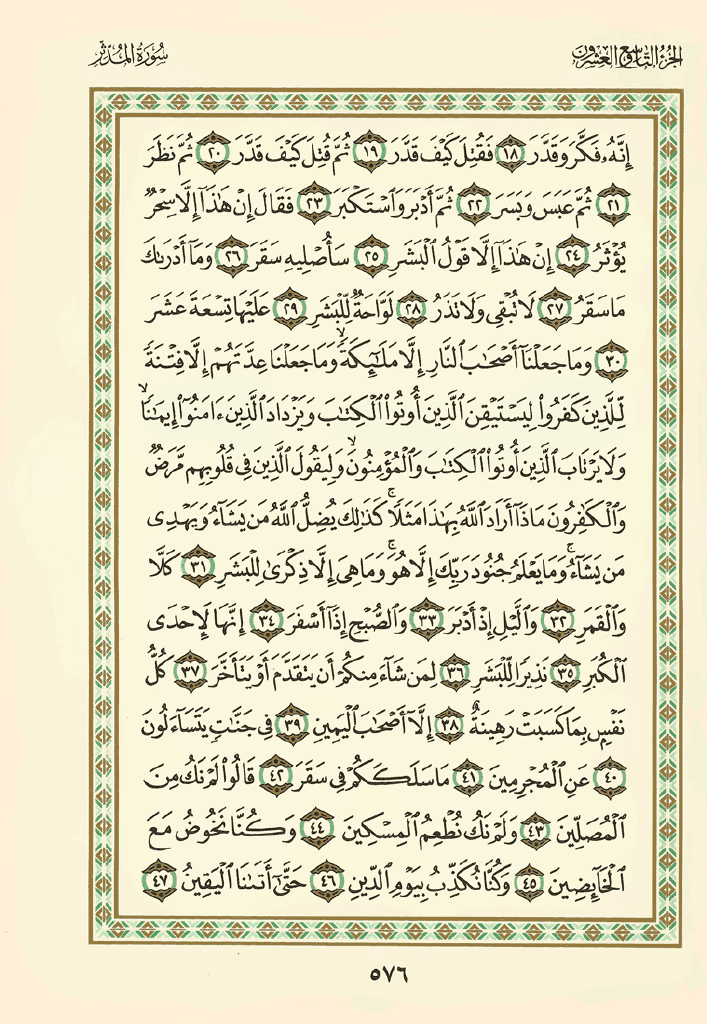 الجزء التاسع والعشرون
سورة المدثر
إِنَّهُۥ فَكَّرَ وَقَدَّرَ ١٨ فَقُتِلَ كَيْفَ قَدَّرَ ١٩ ثُمَّ قُتِلَ كَيْفَ قَدَّرَ ٢٠ ثُمَّ نَظَرَ
٢١ ثُمَّ عَبَسَ وَبَسَرَ ٢٢ ثُمَّ أَدْبَرَ وَٱسْتَكْبَرَ ٢٣ فَقَالَ إِنْ هَٰذَآ إِلَّا سِحْرٌ
يُؤْثَرُ ٢٤ إِنْ هَٰذَآ إِلَّا قَوْلُ ٱلْبَشَرِ ٢٥ سَأُصْلِيهِ سَقَرَ ٢٦ وَمَآ أَدْرَىٰكَ
مَا سَقَرُ ٢٧ لَا تُبْقِى وَلَا تَذَرُ ٢٨ لَوَّاحَةٌ لِّلْبَشَرِ ٢٩ عَلَيْهَا تِسْعَةَ عَشَرَ
٣٠ وَمَا جَعَلْنَآ أَصْحَٰبَ ٱلنَّارِ إِلَّا مَلَٰٓئِكَةً ۙ وَمَا جَعَلْنَا عِدَّتَهُمْ إِلَّا فِتْنَةً
لِّلَّذِينَ كَفَرُوا۟ لِيَسْتَيْقِنَ ٱلَّذِينَ أُوتُوا۟ ٱلْكِتَٰبَ وَيَزْدَادَ ٱلَّذِينَ ءَامَنُوٓا۟ إِيمَٰنًا ۙ
وَلَا يَرْتَابَ ٱلَّذِينَ أُوتُوا۟ ٱلْكِتَٰبَ وَٱلْمُؤْمِنُونَ ۙ وَلِيَقُولَ ٱلَّذِينَ فِى قُلُوبِهِم مَّرَضٌ
وَٱلْكَٰفِرُونَ مَاذَآ أَرَادَ ٱللَّهُ بِهَٰذَا مَثَلًا ۚ كَذَٰلِكَ يُضِلُّ ٱللَّهُ مَن يَشَآءُ وَيَهْدِى
مَن يَشَآءُ ۚ وَمَا يَعْلَمُ جُنُودَ رَبِّكَ إِلَّا هُوَ ۚ وَمَا هِىَ إِلَّا ذِكْرَىٰ لِلْبَشَرِ ٣١ كَلَّا
وَٱلْقَمَرِ ٣٢ وَٱلَّيْلِ إِذْ أَدْبَرَ ٣٣ وَٱلصُّبْحِ إِذَآ أَسْفَرَ ٣٤ إِنَّهَا لَإِحْدَى
ٱلْكُبَرِ ٣٥ نَذِيرًا لِّلْبَشَرِ ٣٦ لِمَن شَآءَ مِنكُمْ أَن يَتَقَدَّمَ أَوْ يَتَأَخَّرَ ٣٧ كُلُّ
نَفْسٍۭ بِمَا كَسَبَتْ رَهِينَةٌ ٣٨ إِلَّآ أَصْحَٰبَ ٱلْيَمِينِ ٣٩ فِى جَنَّٰتٍ يَتَسَآءَلُونَ
٤٠ عَنِ ٱلْمُجْرِمِينَ ٤١ مَا سَلَكَكُمْ فِى سَقَرَ ٤٢ قَالُوا۟ لَمْ نَكُ مِنَ
ٱلْمُصَلِّينَ ٤٣ وَلَمْ نَكُ نُطْعِمُ ٱلْمِسْكِينَ ٤٤ وَكُنَّا نَخُوضُ مَعَ
ٱلْخَآئِضِينَ ٤٥ وَكُنَّا نُكَذِّبُ بِيَوْمِ ٱلدِّينِ ٤٦ حَتَّىٰٓ أَتَىٰنَا ٱلْيَقِينُ ٤٧
٥٧٦